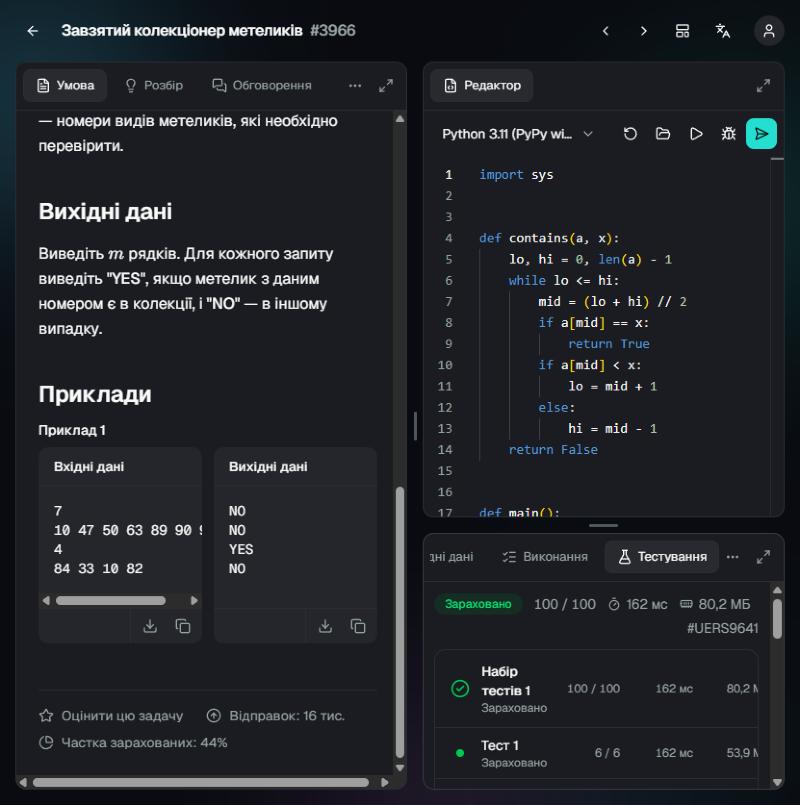 Завзятий колекціонер метеликів #3966
Умова
Розбір
Обговорення
— номери видів метеликів, які необхідно
перевірити.
Вихідні дані
Виведіть m рядків. Для кожного запиту
виведіть "YES", якщо метелик з даним
номером є в колекції, і "NO" — в іншому
випадку.
Приклади
Приклад 1
Вхідні дані
7
10 47 50 63 89 90 9
4
84 33 10 82
Вихідні дані
NO
NO
YES
NO
Оцінити цю задачу
Відправок: 16 тис.
Частка зарахованих: 44%
Редактор
Python 3.11 (PyPy wi...
1 import sys
2
3
4 def contains(a, x):
5 lo, hi = 0, len(a) - 1
6 while lo <= hi:
7 mid = (lo + hi) // 2
8 if a[mid] == x:
9 return True
10 if a[mid] < x:
11 lo = mid + 1
12 else:
13 hi = mid - 1
14 return False
15
16
17 def main():
дні дані
Виконання
Тестування
Зараховано 100 / 100 162 мс 80,2 МБ
#UERS9641
Набір
тестів 1 100 / 100 162 мс 80,2 М
Зараховано
Тест 1 6 / 6 162 мс 53,9 М
Зараховано